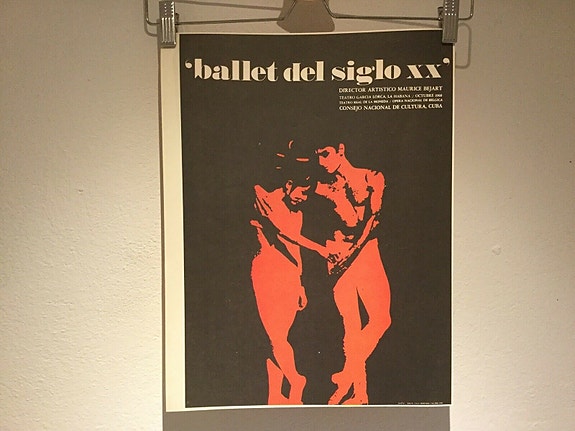 ‘ballet del siglo xx’
DIRECTOR ARTISTICO MAURICE BEJART
TEATRO GARCIA LORCA, LA HABANA / OCTUBRE 1968
TEATRO REAL DE LA MONEDA / OPERA NACIONAL DE BELGICA
CONSEJO NACIONAL DE CULTURA, CUBA